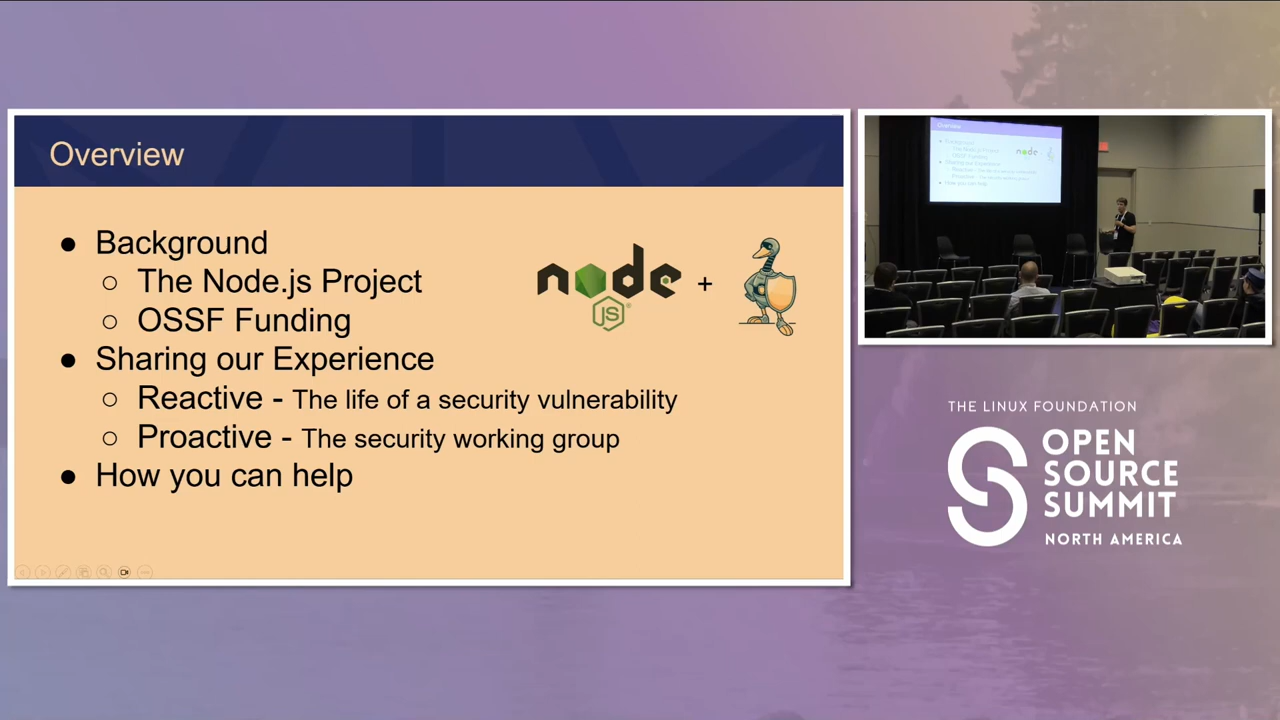 Overview
● Background
○ The Node.js Project
○ OSSF Funding
● Sharing our Experience
○ Reactive - The life of a security vulnerability
○ Proactive - The security working group
● How you can help
node
JS
+
Overview
THE LINUX FOUNDATION
OPEN
SOURCE
SUMMIT
NORTH AMERICA